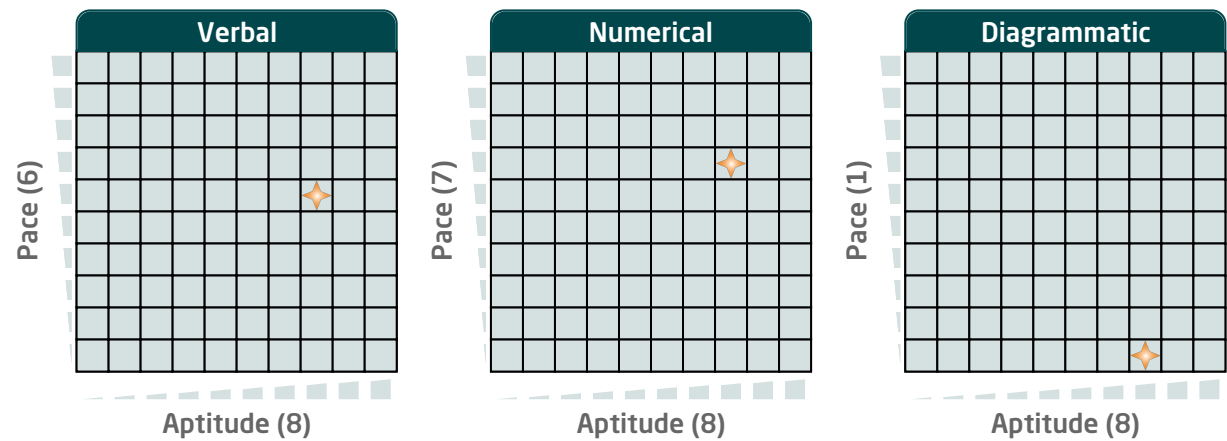 Verbal
Pace (6)
Aptitude (8)
Numerical
Pace (7)
Aptitude (8)
Diagrammatic
Pace (1)
Aptitude (8)